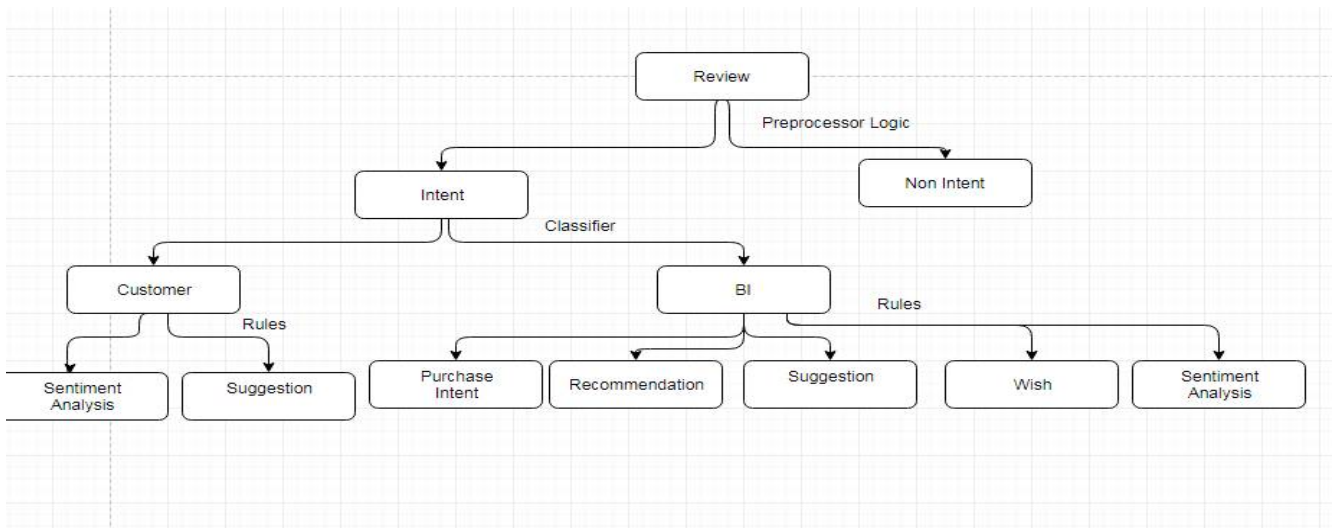 Review
Preprocessor Logic
Non Intent
Intent
Classifier
Customer
BI
Rules
Rules
Sentiment
Analysis
Suggestion
Purchase
Intent
Recommendation
Suggestion
Wish
Sentiment
Analysis